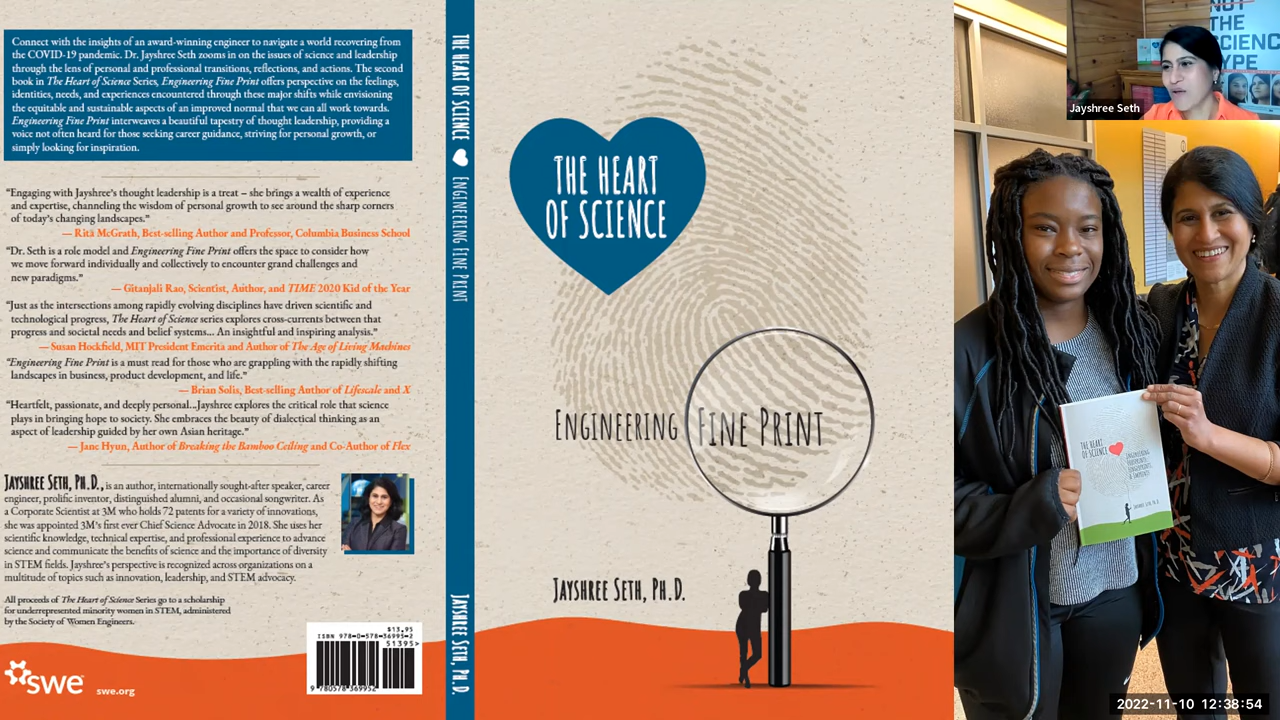 Connect with the insights of an award-winning engineer to navigate a world recovering from
the COVID-19 pandemic. Dr. Jayshree Seth zooms in on the issues of science and leadership
through the lens of personal and professional transitions, reflections, and actions. The second
book in The Heart of Science Series, Engineering Fine Print offers perspective on the feelings,
identities, needs, and experiences encountered through these major shifts while envisioning
the equitable and sustainable aspects of an improved normal that we can all work towards.
Engineering Fine Print interweaves a beautiful tapestry of thought leadership, providing a
voice not often heard for those seeking career guidance, striving for personal growth, or
simply looking for inspiration.
“Engaging with Jayshree’s thought leadership is a treat – she brings a wealth of experience
and expertise, channeling the wisdom of personal growth to see around the sharp corners
of today’s changing landscapes.”
— Rita McGrath, Best-selling Author and Professor, Columbia Business School
“Dr. Seth is a role model and Engineering Fine Print offers the space to consider how
we move forward individually and collectively to encounter grand challenges and
new paradigms.”
— Gitanjali Rao, Scientist, Author, and TIME 2020 Kid of the Year
“Just as the intersections among rapidly evolving disciplines have driven scientific and
technological progress, The Heart of Science series explores cross-currents between that
progress and societal needs and belief systems... An insightful and inspiring analysis.”
— Susan Hockfield, MIT President Emerita and Author of The Age of Living Machines
“Engineering Fine Print is a must read for those who are grappling with the rapidly shifting
landscapes in business, product development, and life.”
— Brian Solis, Best-selling Author of Lifescale and X
“Heartfelt, passionate, and deeply personal...Jayshree explores the critical role that science
plays in bringing hope to society. She embraces the beauty of dialectical thinking as an
aspect of leadership guided by her own Asian heritage.”
— Jane Hyun, Author of Breaking the Bamboo Ceiling and Co-Author of Flex
JAYSHREE SETH, PH.D., is an author, internationally sought-after speaker, career
engineer, prolific inventor, distinguished alumni, and occasional songwriter. As
a Corporate Scientist at 3M who holds 72 patents for a variety of innovations,
she was appointed 3M’s first ever Chief Science Advocate in 2018. She uses her
scientific knowledge, technical expertise, and professional experience to advance
science and communicate the benefits of science and the importance of diversity
in STEM fields. Jayshree’s perspective is recognized across organizations on a
multitude of topics such as innovation, leadership, and STEM advocacy.
All proceeds of The Heart of Science Series go to a scholarship
for underrepresented minority women in STEM, administered
by the Society of Women Engineers.
swe
swe.org
$13.95
ISBN 978-0-578-36995-2
51395>
9 780578 369952
THE HEART OF SCIENCE ENGINEERING FINE PRINT JAYSHREE SETH, PH.D.
THE HEART
OF SCIENCE
ENGINEERING FINE PRINT
JAYSHREE SETH, PH.D.
NOT
THE
SCIENC
TYPE
Jayshree Seth
THE HEART
OF SCIENCE
ENGINEERING
JAYSHREE SETH, PH.D.
2022-11-10 12:38:54